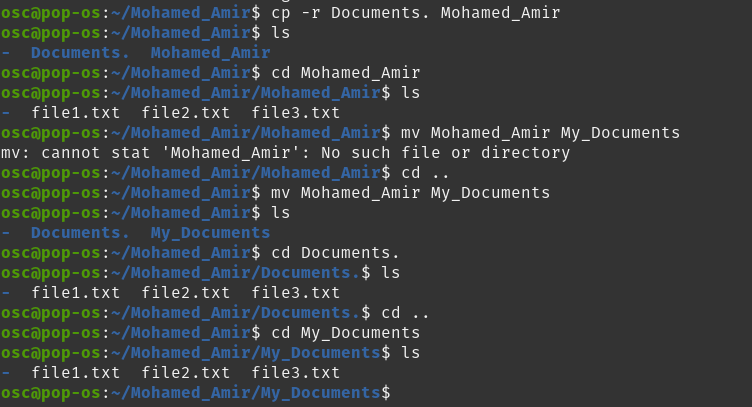 osc@pop-os:~/Mohamed_Amir$ cp -r Documents. Mohamed_Amir
osc@pop-os:~/Mohamed_Amir$ ls
-  Documents.  Mohamed_Amir
osc@pop-os:~/Mohamed_Amir$ cd Mohamed_Amir
osc@pop-os:~/Mohamed_Amir/Mohamed_Amir$ ls
-  file1.txt  file2.txt  file3.txt
osc@pop-os:~/Mohamed_Amir/Mohamed_Amir$ mv Mohamed_Amir My_Documents
mv: cannot stat 'Mohamed_Amir': No such file or directory
osc@pop-os:~/Mohamed_Amir/Mohamed_Amir$ cd ..
osc@pop-os:~/Mohamed_Amir$ mv Mohamed_Amir My_Documents
osc@pop-os:~/Mohamed_Amir$ ls
-  Documents.  My_Documents
osc@pop-os:~/Mohamed_Amir$ cd Documents.
osc@pop-os:~/Mohamed_Amir/Documents.$ ls
-  file1.txt  file2.txt  file3.txt
osc@pop-os:~/Mohamed_Amir/Documents.$ cd ..
osc@pop-os:~/Mohamed_Amir$ cd My_Documents
osc@pop-os:~/Mohamed_Amir/My_Documents$ ls
-  file1.txt  file2.txt  file3.txt
osc@pop-os:~/Mohamed_Amir/My_Documents$